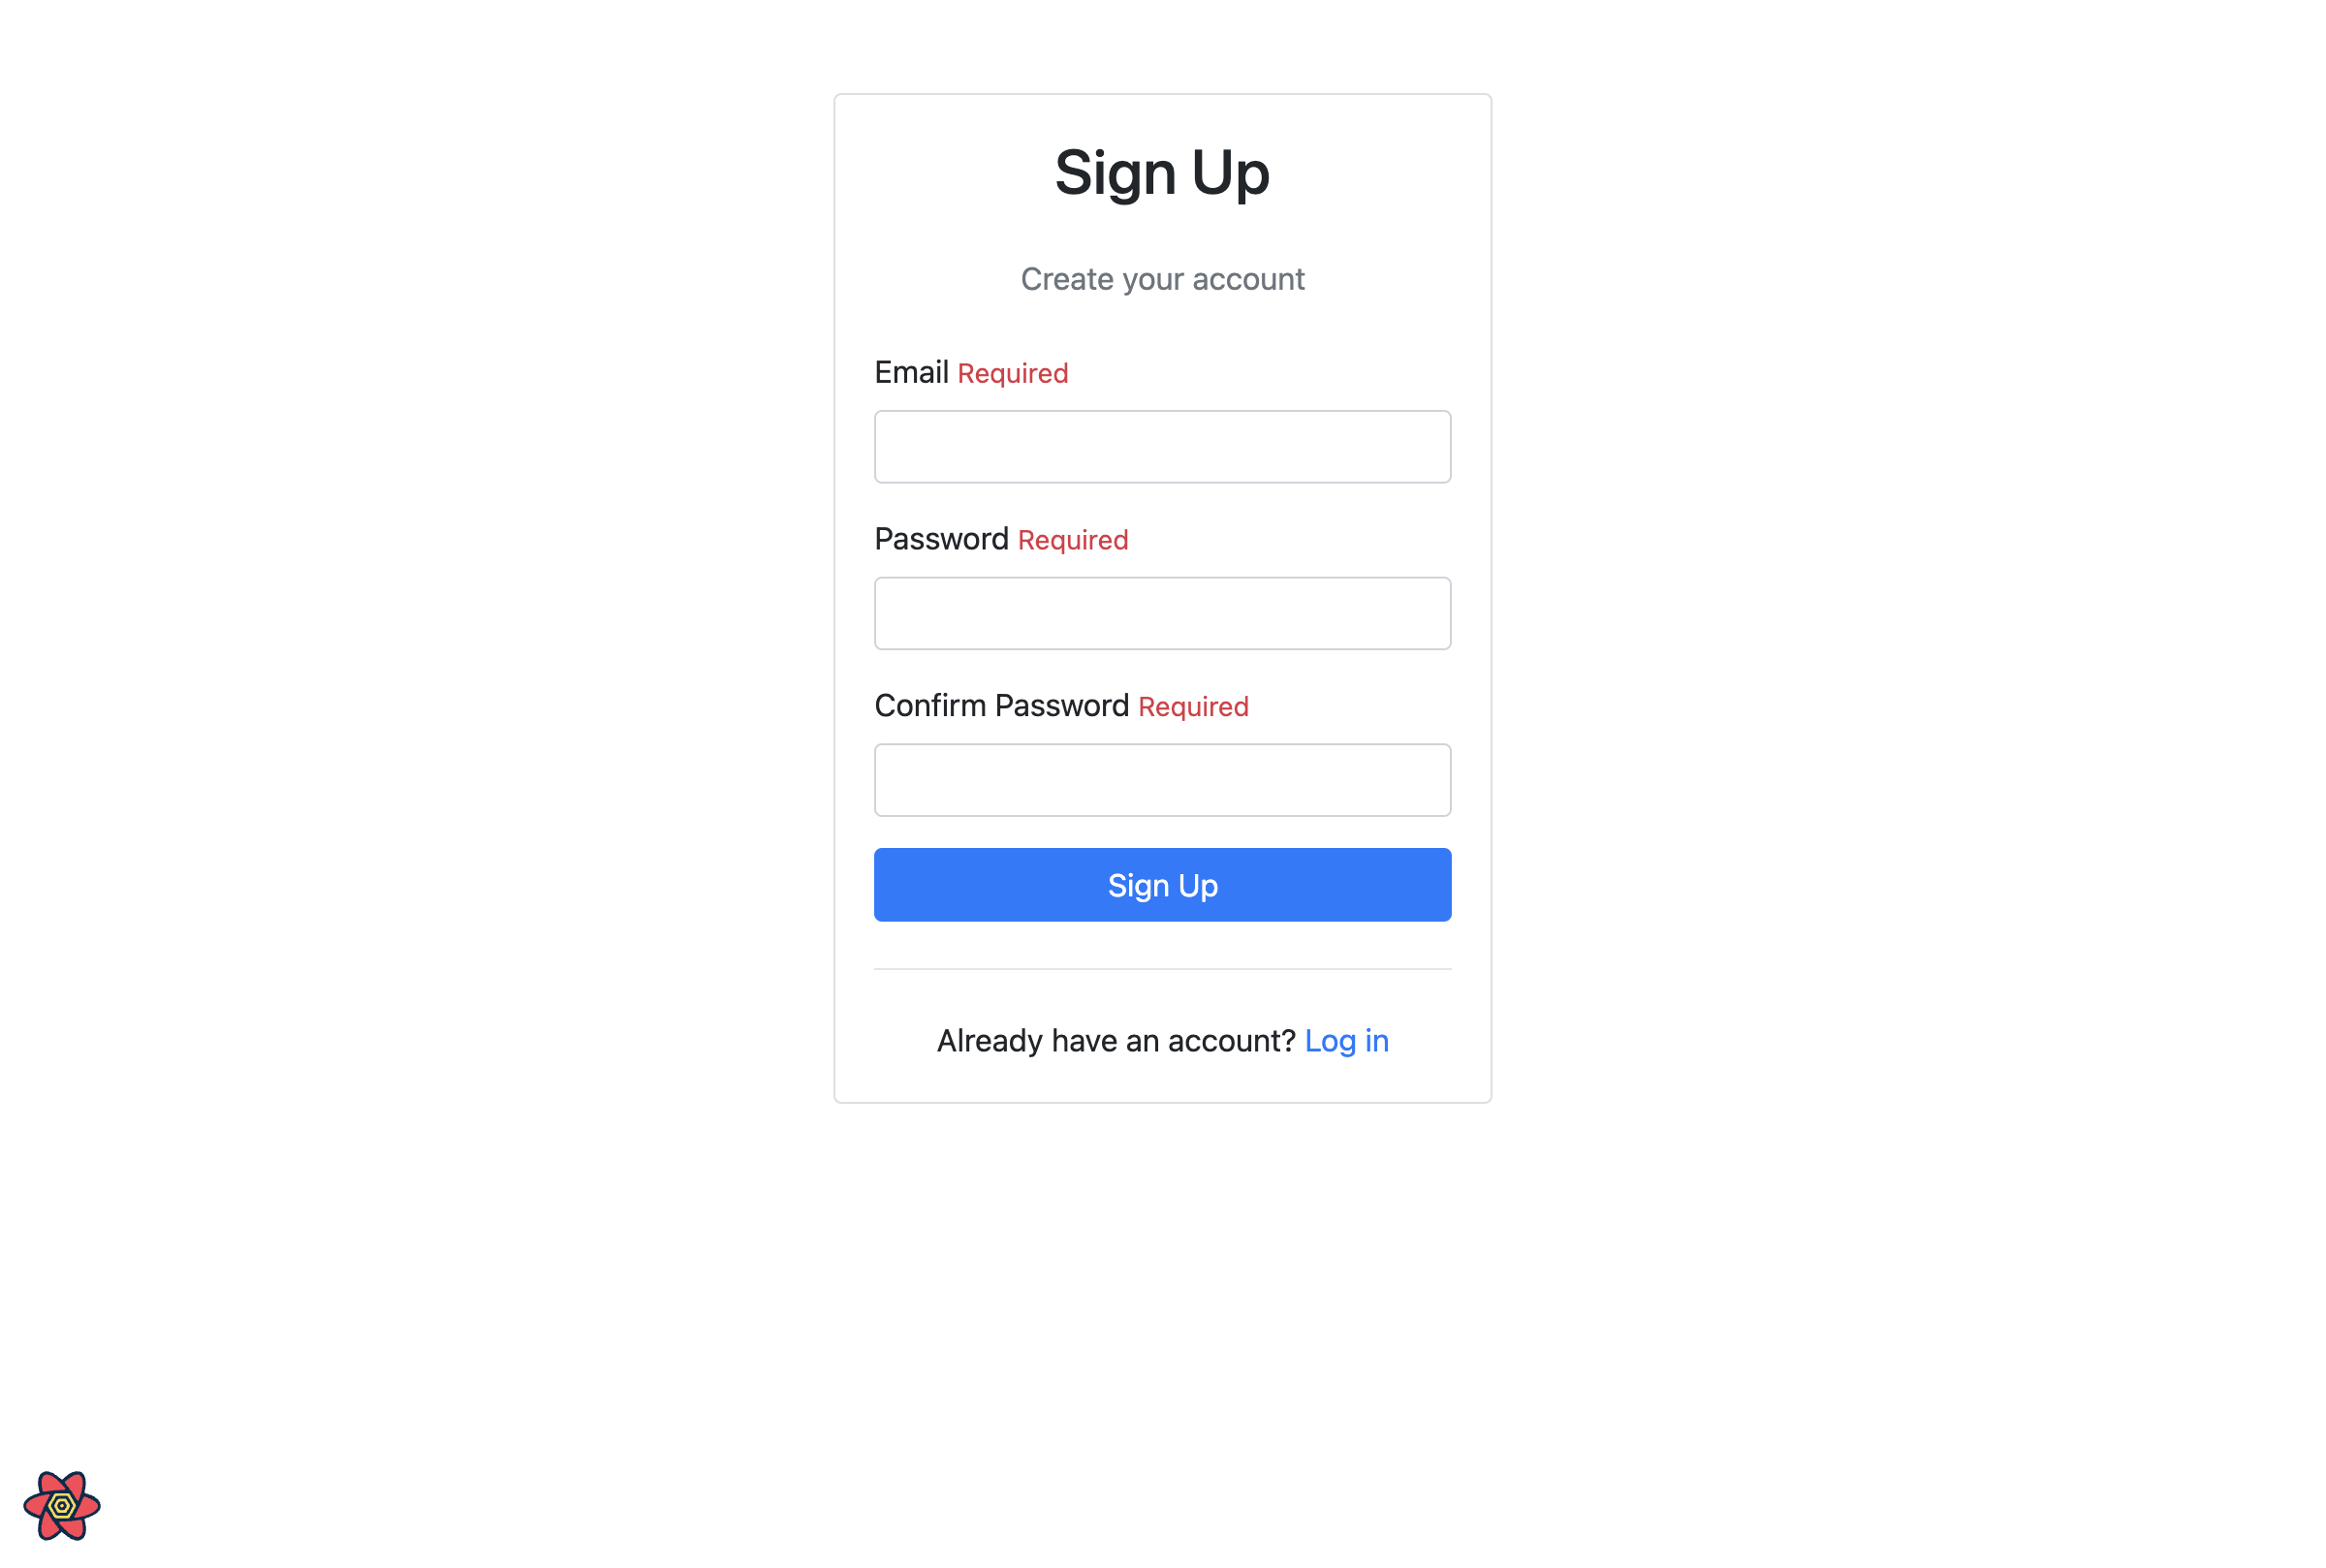 Sign Up
Create your account
Email Required
Password Required
Confirm Password Required
Sign Up
Already have an account? Log in